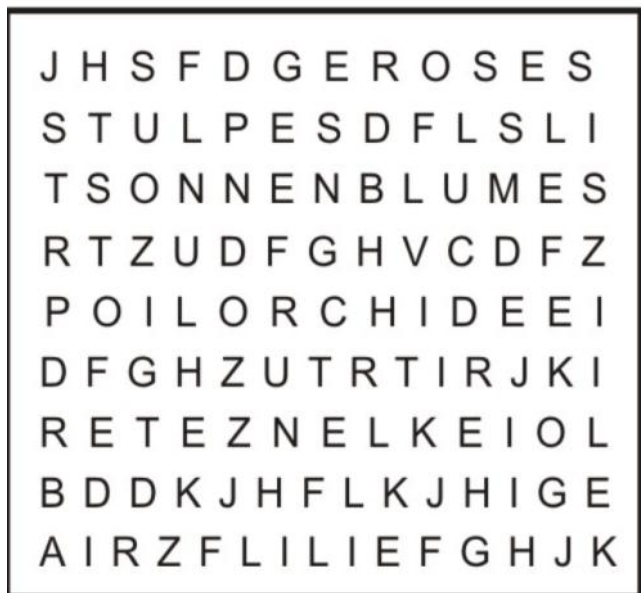 J H S F D G E R O S E S
S T U L P E S D F L S L I
T S O N N E N B L U M E S
R T Z U D F G H V C D F Z
P O I L O R C H I D E E I
D F G H Z U T R T I R J K I
R E T E Z N E L K E I O L
B D D K J H F L K J H I G E
A I R Z F L I L I E F G H J K